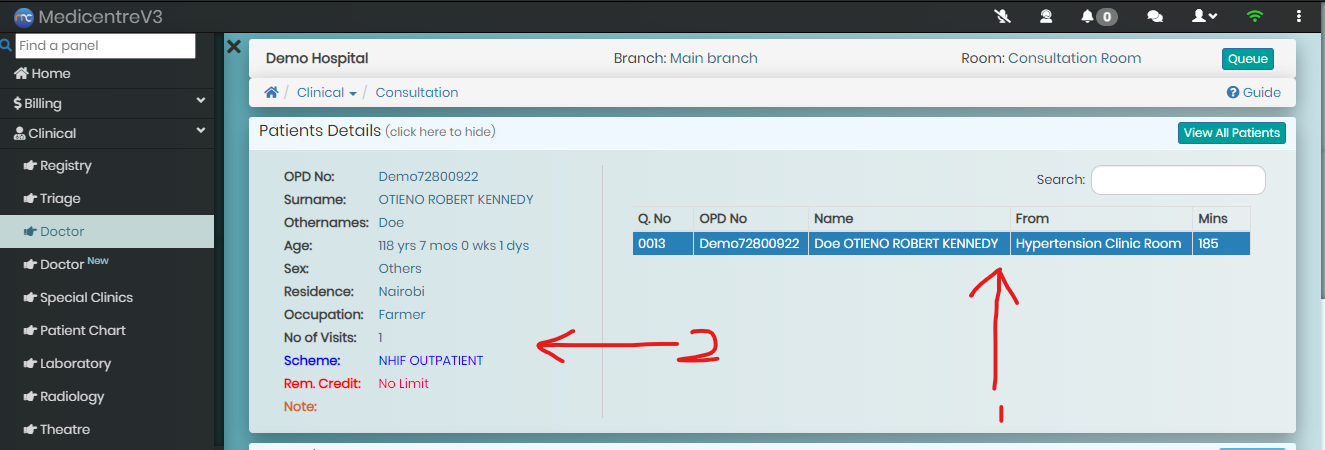 MedicentreV3
0
Find a panel
Home
Billing
Clinical
Registry
Triage
Doctor
Doctor New
Special Clinics
Patient Chart
Laboratory
Radiology
Theatre
Demo Hospital Branch: Main branch Room: Consultation Room Queue
/ Clinical / Consultation Guide
Patients Details (click here to hide) View All Patients
OPD No: Demo72800922
Surname: OTIENO ROBERT KENNEDY
Othernames: Doe
Age: 118 yrs 7 mos 0 wks 1 dys
Sex: Others
Residence: Nairobi
Occupation: Farmer
No of Visits: 1
Scheme: NHIF OUTPATIENT
Rem. Credit: No Limit
Note:
2
Search:
Q. No OPD No Name From Mins
0013 Demo72800922 Doe OTIENO ROBERT KENNEDY Hypertension Clinic Room 185
1